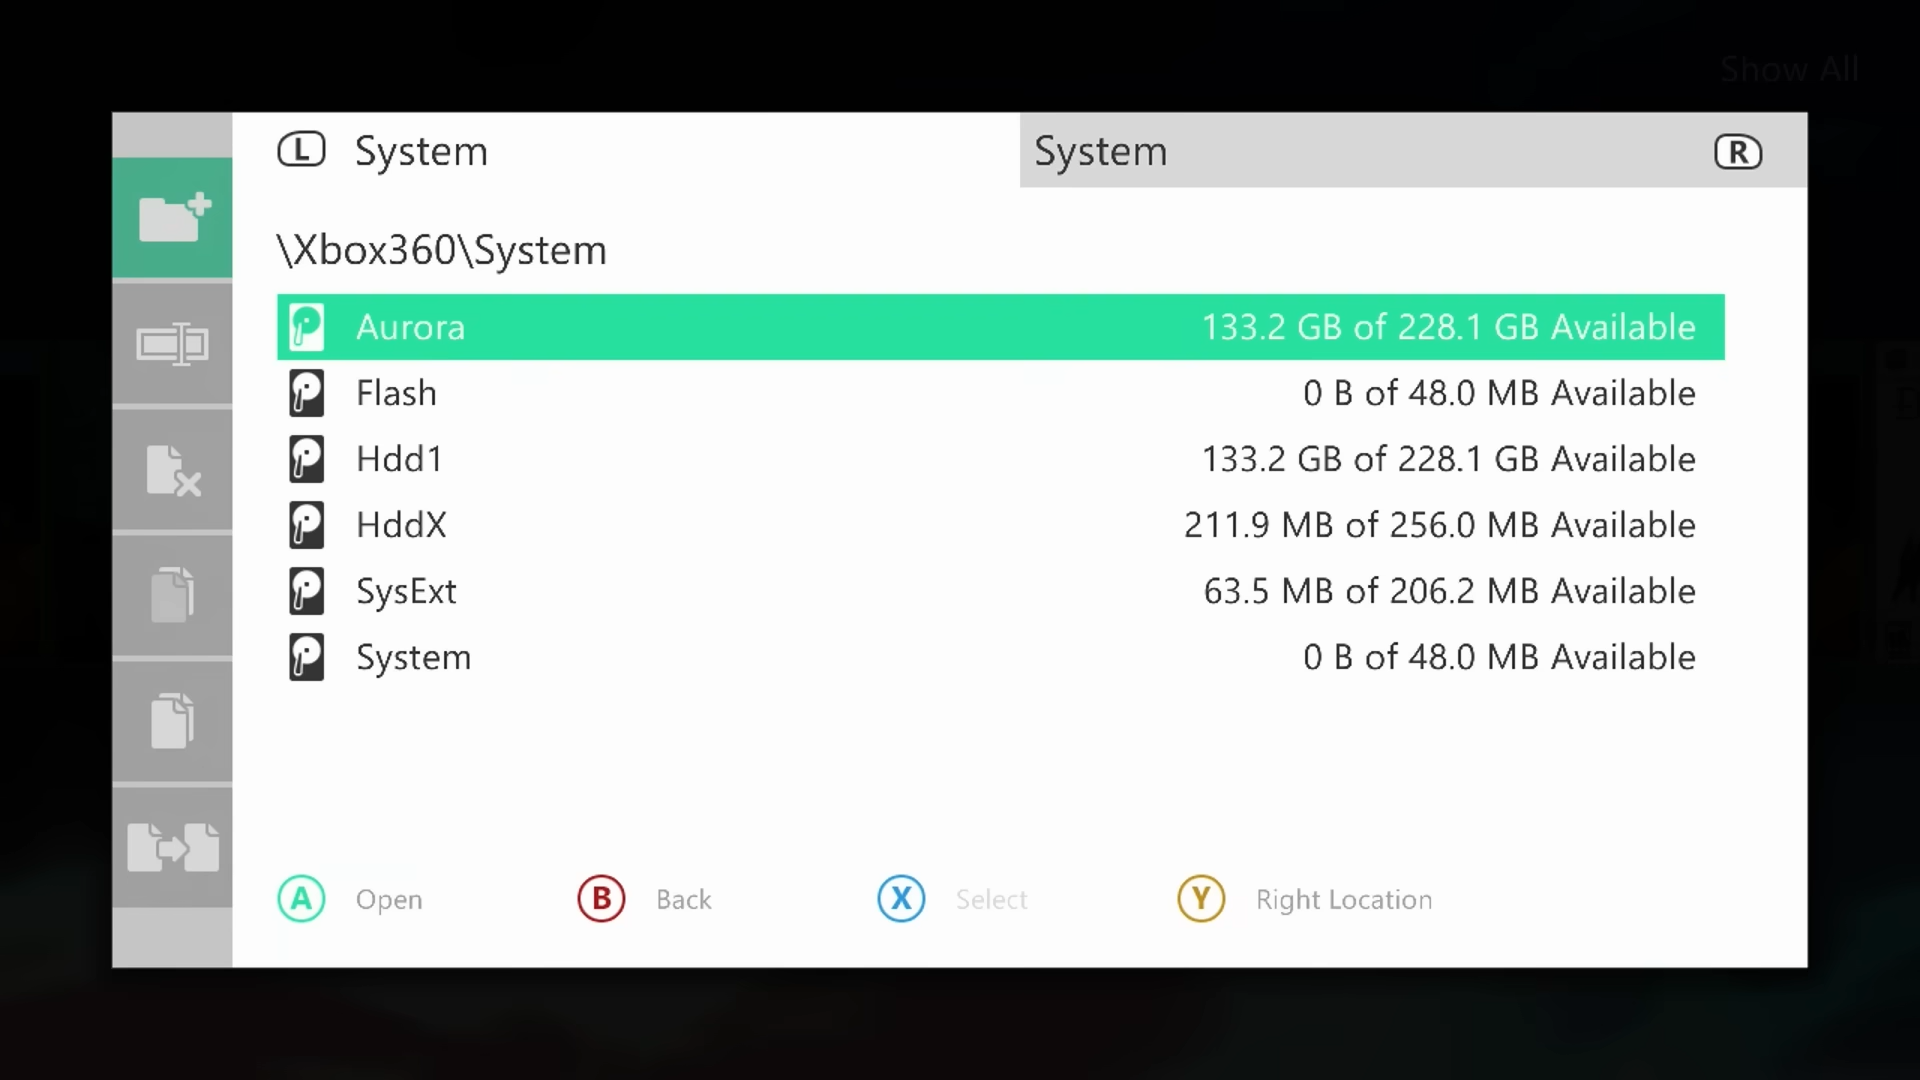 Show All
L System
System R
\Xbox360\System
Aurora 133.2 GB of 228.1 GB Available
Flash 0 B of 48.0 MB Available
Hdd1 133.2 GB of 228.1 GB Available
HddX 211.9 MB of 256.0 MB Available
SysExt 63.5 MB of 206.2 MB Available
System 0 B of 48.0 MB Available
A Open B Back X Select Y Right Location